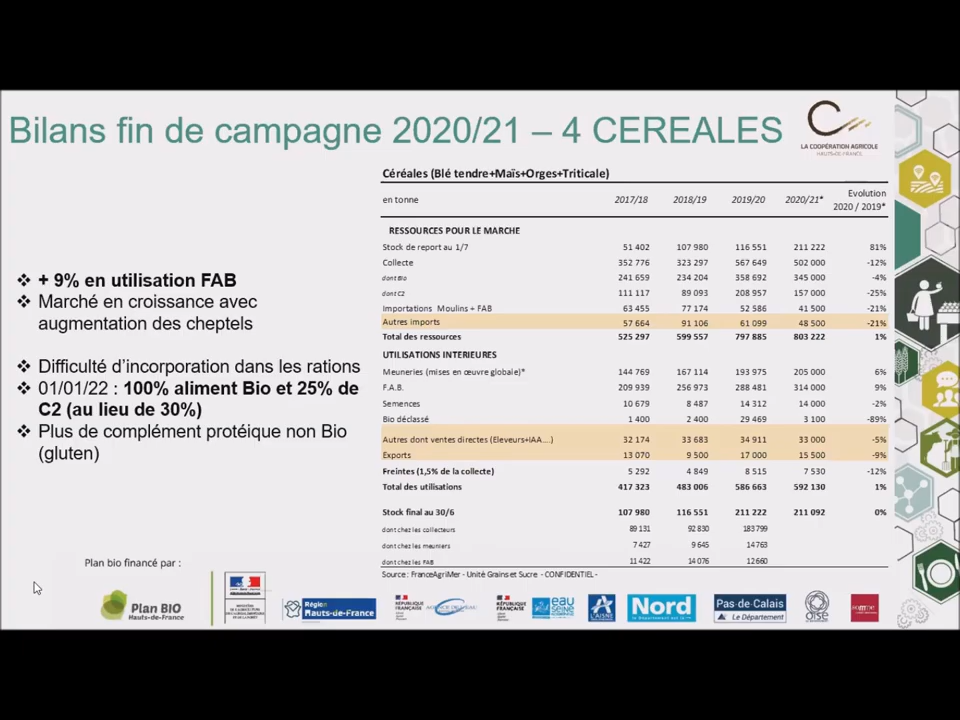 Bilans fin de campagne 2020/21 – 4 CEREALES
LA COOPÉRATION AGRICOLE
HAUTS-DE-FRANCE
❖ + 9% en utilisation FAB
❖ Marché en croissance avec
augmentation des cheptels
❖ Difficulté d'incorporation dans les rations
❖ 01/01/22 : 100% aliment Bio et 25% de
C2 (au lieu de 30%)
❖ Plus de complément protéique non Bio
(gluten)
Céréales (Blé tendre+Maïs+Orges+Triticale)
en tonne 2017/18 2018/19 2019/20 2020/21* Evolution
2020 / 2019*
RESSOURCES POUR LE MARCHE
Stock de report au 1/7 51 402 107 980 116 551 211 222 81%
Collecte 352 776 323 297 567 649 502 000 -12%
dont Bio 241 659 234 204 358 692 345 000 -4%
dont C2 111 117 89 093 208 957 157 000 -25%
Importations Moulins + FAB 63 455 77 174 52 586 41 500 -21%
Autres imports 57 664 91 106 61 099 48 500 -21%
Total des ressources 525 297 599 557 797 885 803 222 1%
UTILISATIONS INTERIEURES
Meuneries (mises en œuvre globale)* 144 769 167 114 193 975 205 000 6%
F.A.B. 209 939 256 973 288 481 314 000 9%
Semences 10 679 8 487 14 312 14 000 -2%
Bio déclassé 1 400 2 400 29 469 3 100 -89%
Autres dont ventes directes (Eleveurs+IAA....) 32 174 33 683 34 911 33 000 -5%
Exports 13 070 9 500 17 000 15 500 -9%
Freintes (1,5% de la collecte) 5 292 4 849 8 515 7 530 -12%
Total des utilisations 417 323 483 006 586 663 592 130 1%
Stock final au 30/6 107 980 116 551 211 222 211 092 0%
dont chez les collecteurs 89 131 92 830 183 799
dont chez les meuniers 7 427 9 645 14 763
dont chez les FAB 11 422 14 076 12 660
Source : FranceAgriMer - Unité Grains et Sucre - CONFIDENTIEL -
Plan bio financé par :
Plan BIO
Hauts-de-France
Région
Hauts-de-France
RÉPUBLIQUE
FRANÇAISE
AGENCE DE L'EAU
RÉPUBLIQUE
FRANÇAISE
eau
seine
L'AISNE
Nord
le Département est là
Pas-de-Calais
Le Département
OISE
somme